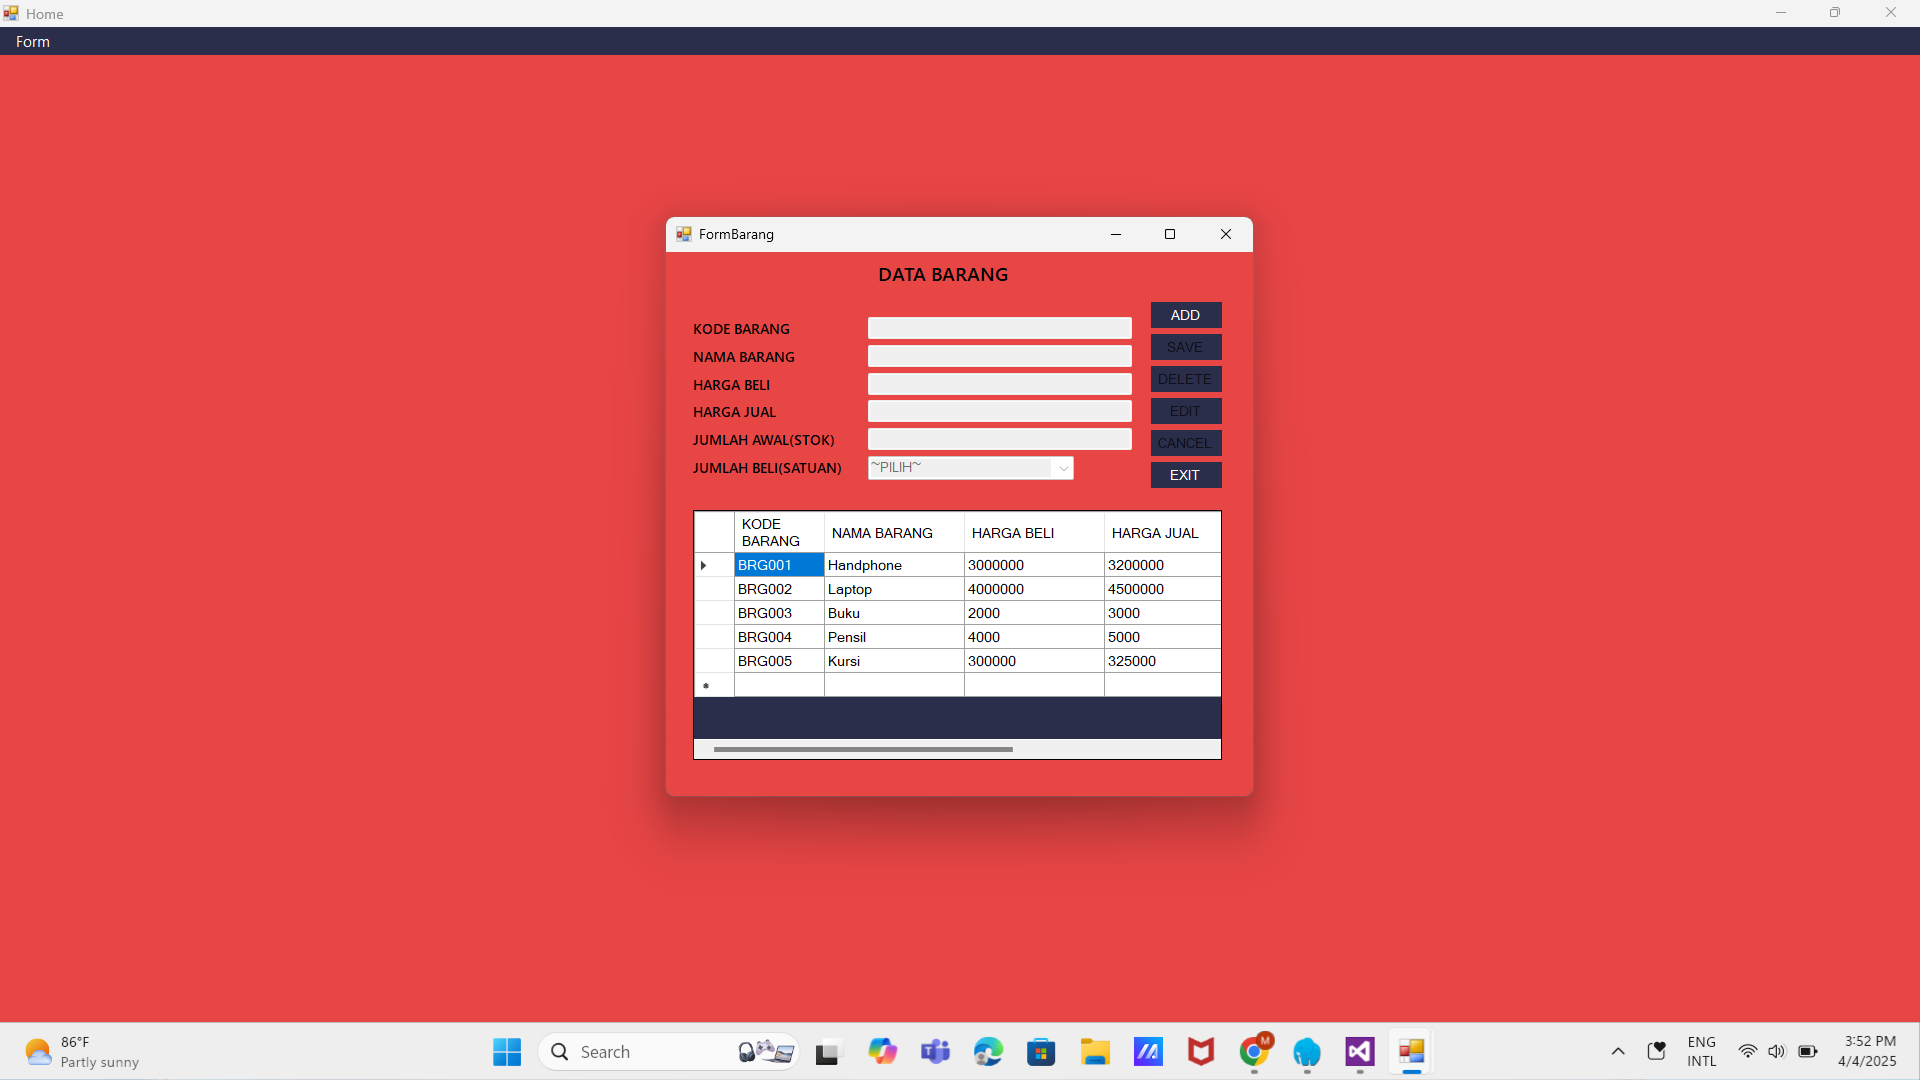 Home
Form
FormBarang
DATA BARANG
KODE BARANG
NAMA BARANG
HARGA BELI
HARGA JUAL
JUMLAH AWAL(STOK)
JUMLAH BELI(SATUAN)
~PILIH~
ADD
SAVE
DELETE
EDIT
CANCEL
EXIT
KODE BARANG NAMA BARANG HARGA BELI HARGA JUAL
BRG001 Handphone 3000000 3200000
BRG002 Laptop 4000000 4500000
BRG003 Buku 2000 3000
BRG004 Pensil 4000 5000
BRG005 Kursi 300000 325000
86°F
Partly sunny
Search
M
ENG
INTL
3:52 PM
4/4/2025